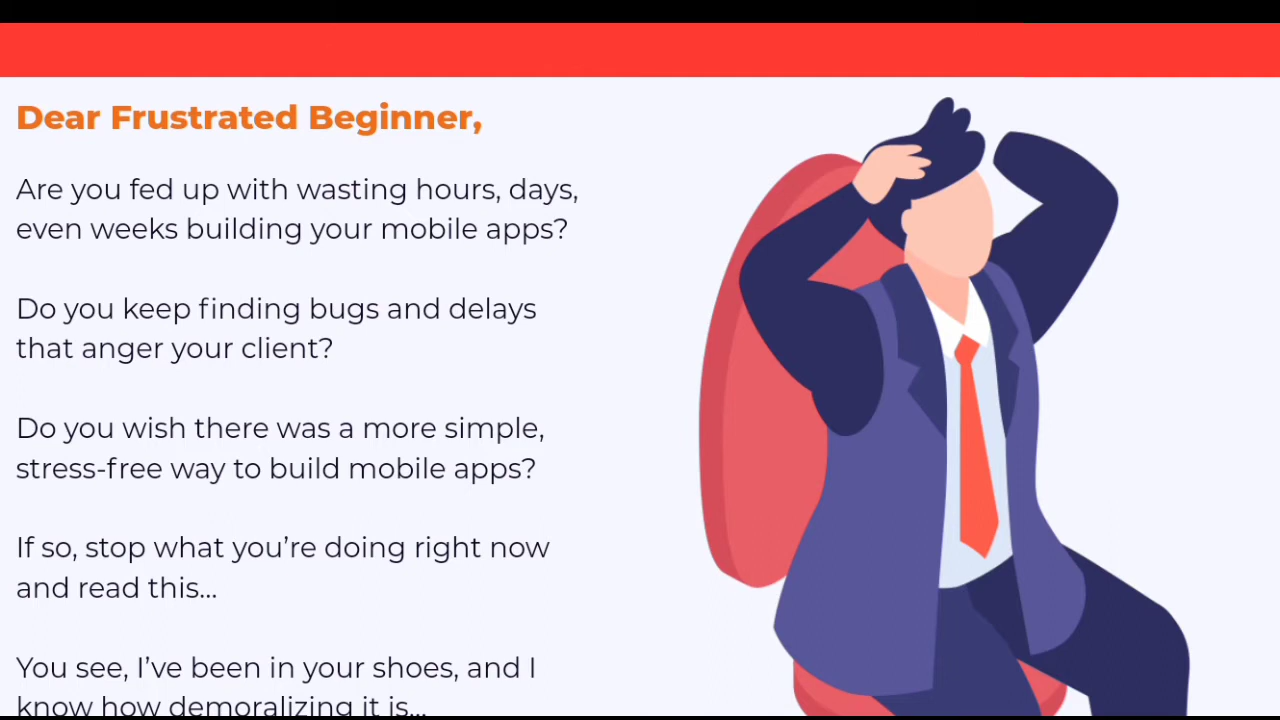 Dear Frustrated Beginner,
Are you fed up with wasting hours, days,
even weeks building your mobile apps?
Do you keep finding bugs and delays
that anger your client?
Do you wish there was a more simple,
stress-free way to build mobile apps?
If so, stop what you’re doing right now
and read this...
You see, I’ve been in your shoes, and I
know how demoralizing it is...